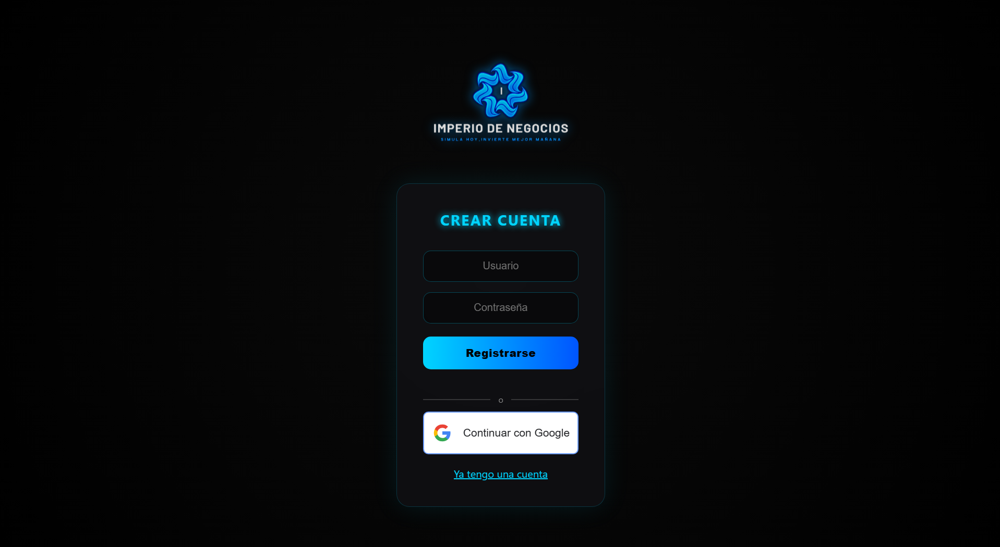 I
IMPERIO DE NEGOCIOS
SIMULA HOY,INVIERTE MEJOR MAÑANA
CREAR CUENTA
Usuario
Contraseña
Registrarse
o
Continuar con Google
Ya tengo una cuenta